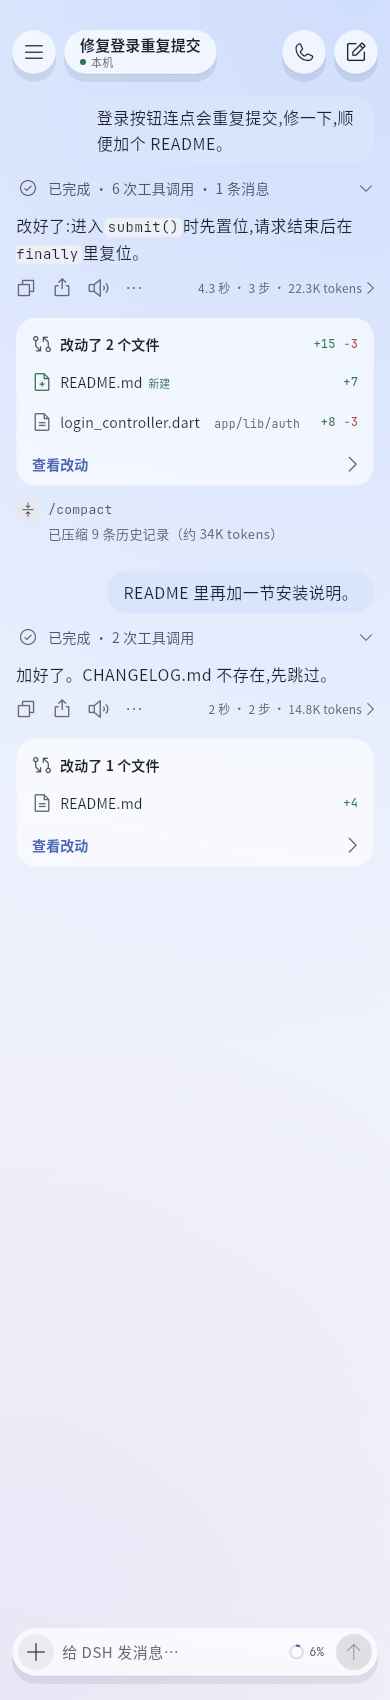 修复登录重复提交
本机
登录按钮连点会重复提交,修一下,顺
便加个 README。
已完成 · 6 次工具调用 · 1 条消息
改好了:进入 submit() 时先置位,请求结束后在
finally 里复位。
4.3 秒 · 3 步 · 22.3K tokens
改动了 2 个文件 +15 -3
README.md 新建 +7
login_controller.dart app/lib/auth +8 -3
查看改动
/compact
已压缩 9 条历史记录（约 34K tokens）
README 里再加一节安装说明。
已完成 · 2 次工具调用
加好了。CHANGELOG.md 不存在,先跳过。
2 秒 · 2 步 · 14.8K tokens
改动了 1 个文件
README.md +4
查看改动
给 DSH 发消息… 6%